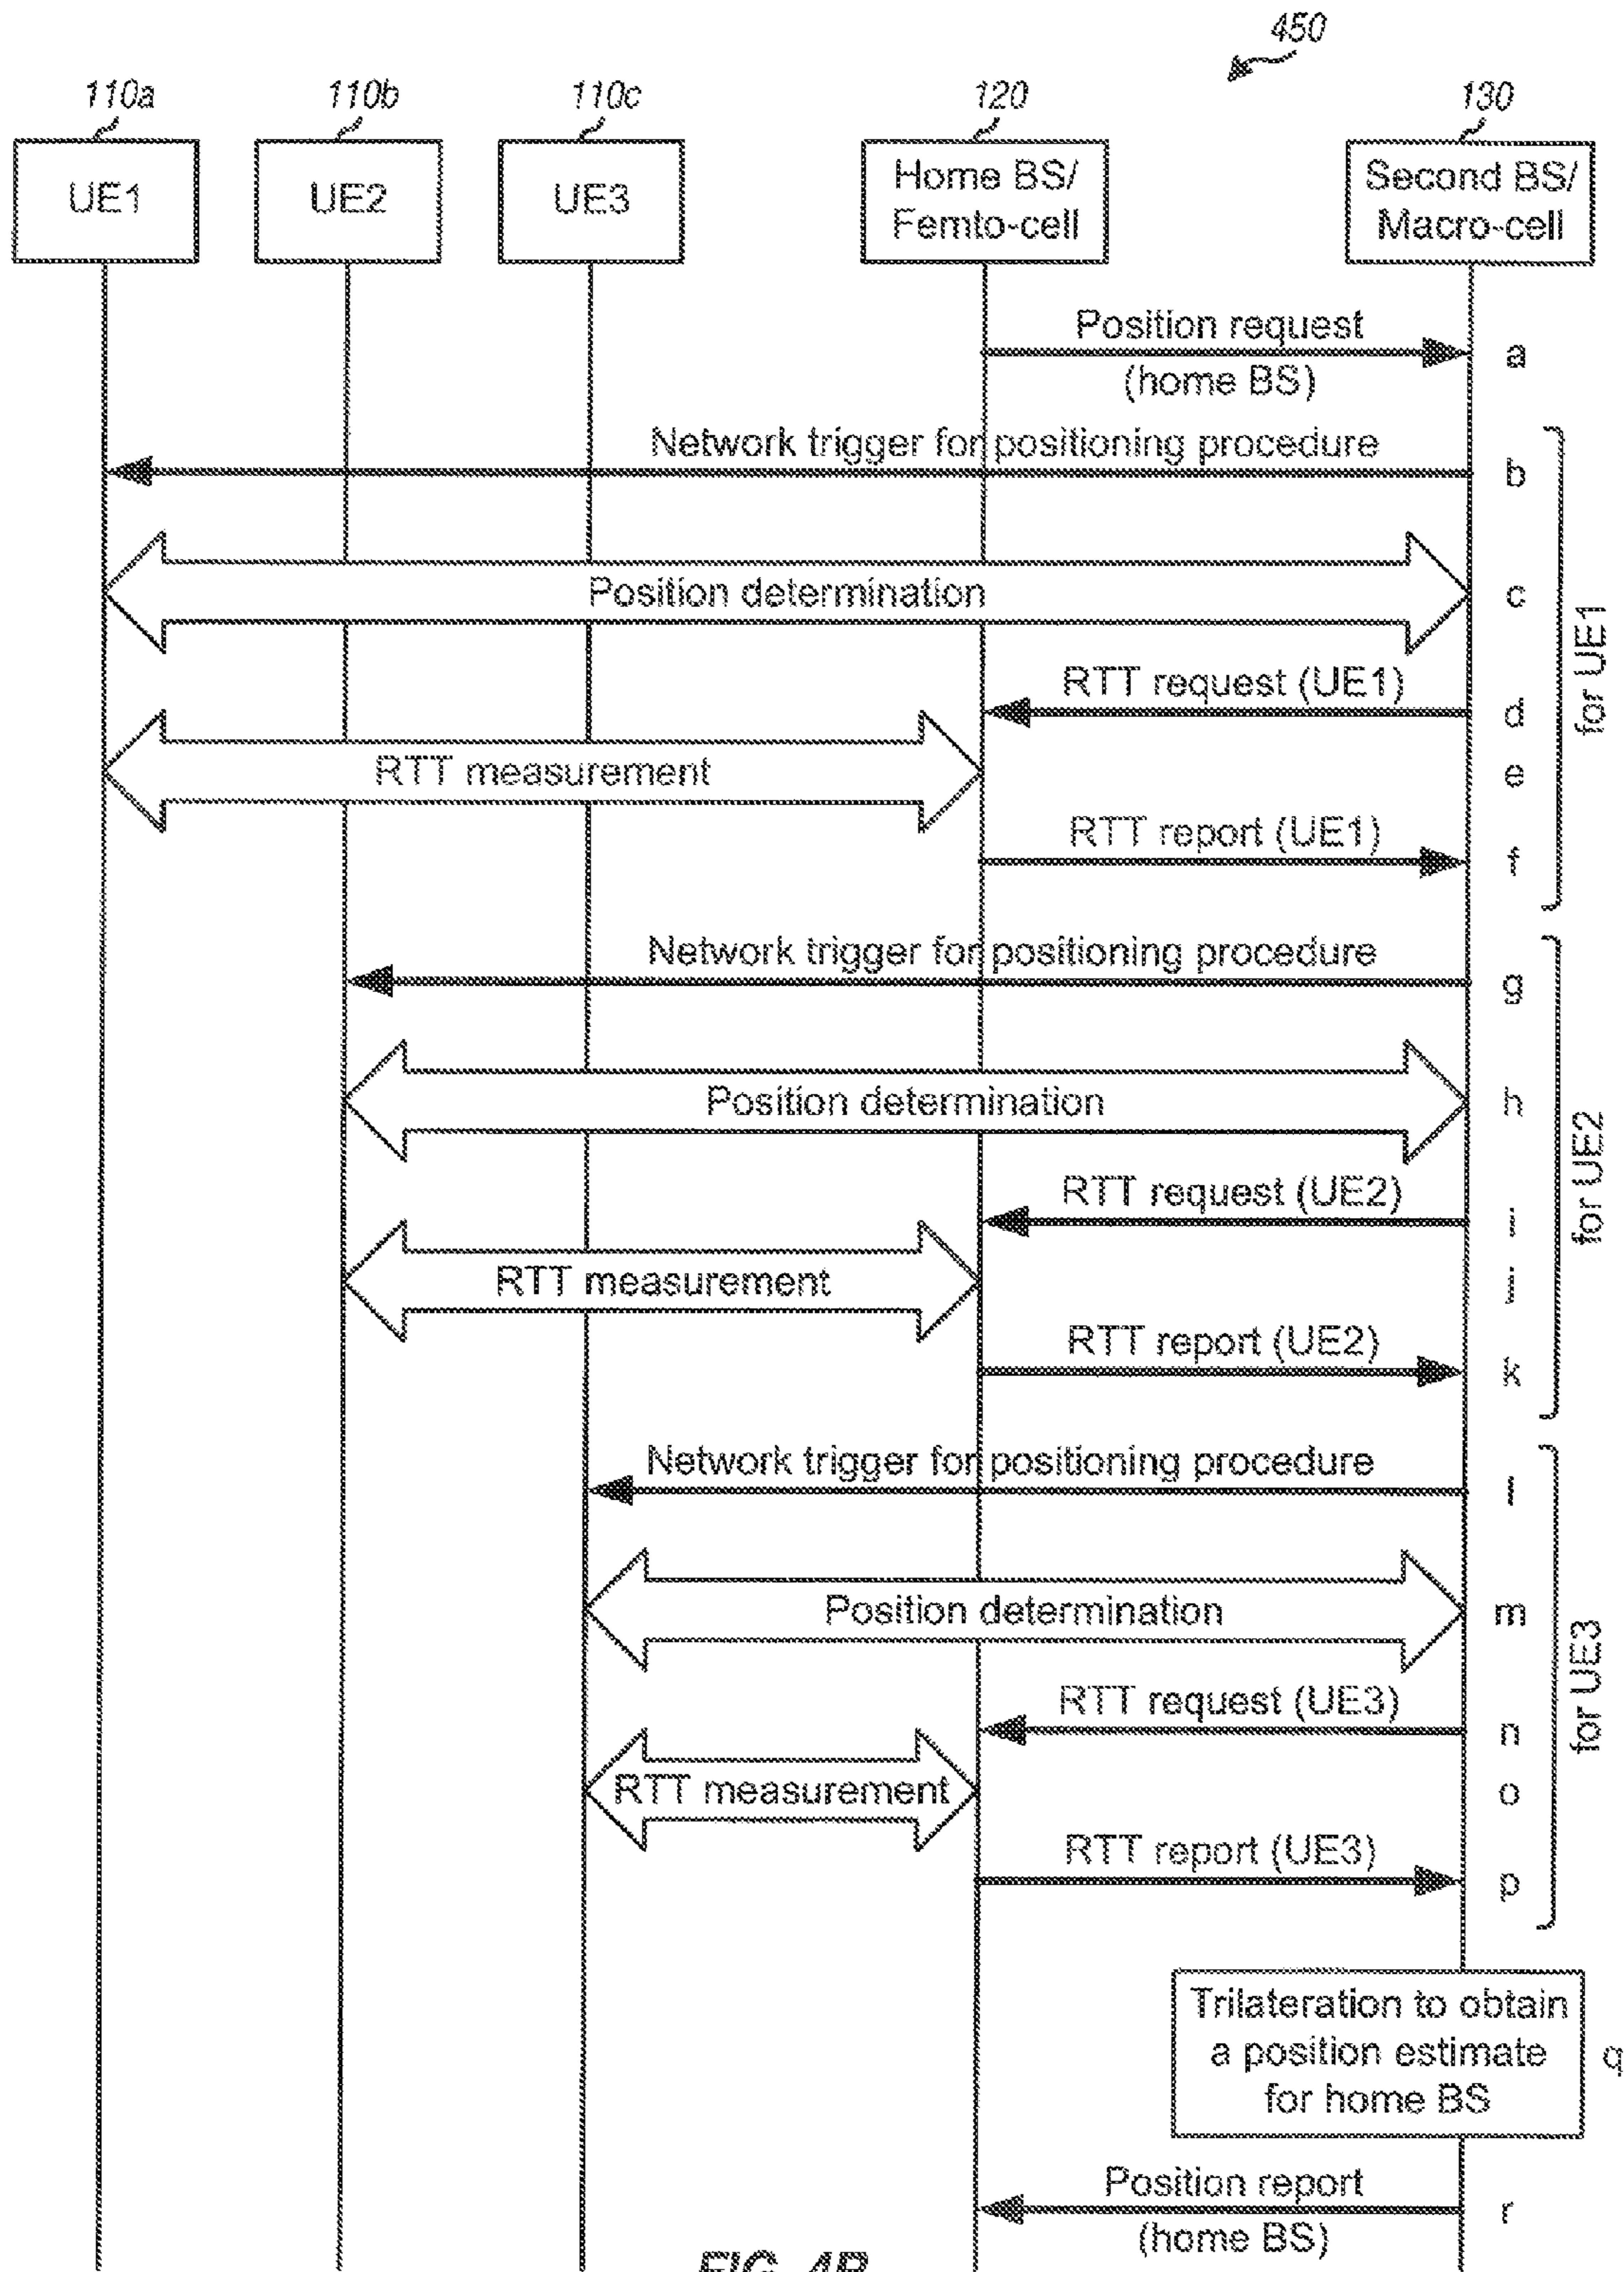 450
110a 110b 110c 120 130
UE1 UE2 UE3 Home BS/ Second BS/
Femto-cell Macro-cell
Position request
(home BS)
a
Network trigger for positioning procedure
b
Position determination
c
RTT request (UE1)
d
RTT measurement
e
RTT report (UE1)
f
for UE1
Network trigger for positioning procedure
g
Position determination
h
RTT request (UE2)
i
RTT measurement
j
RTT report (UE2)
k
for UE2
Network trigger for positioning procedure
l
Position determination
m
RTT request (UE3)
n
RTT measurement
o
RTT report (UE3)
p
for UE3
Trilateration to obtain
a position estimate
for home BS
q
Position report
(home BS)
r
FIG. 4B